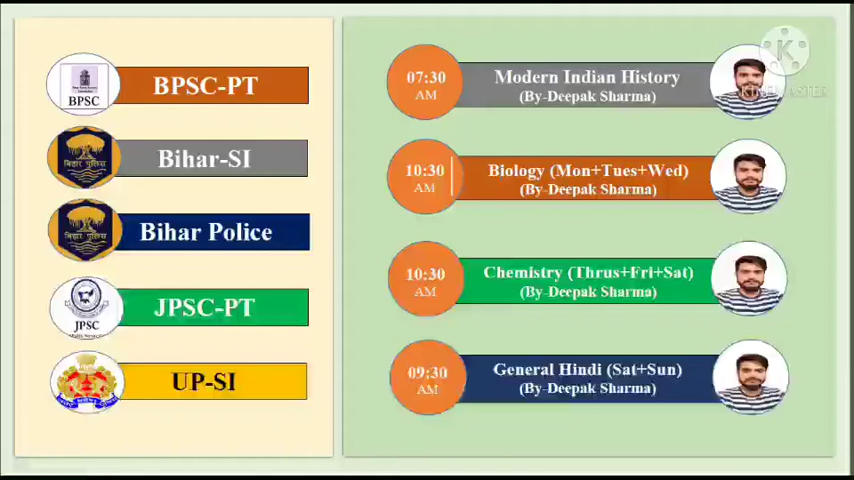 BPSC
BPSC-PT
बिहार पुलिस
Bihar-SI
बिहार पुलिस
Bihar Police
JPSC
JPSC-PT
UP-SI
07:30
AM
Modern Indian History
(By-Deepak Sharma)
10:30
AM
Biology (Mon+Tues+Wed)
(By-Deepak Sharma)
10:30
AM
Chemistry (Thrus+Fri+Sat)
(By-Deepak Sharma)
09:30
AM
General Hindi (Sat+Sun)
(By-Deepak Sharma)
K
KINEMASTER